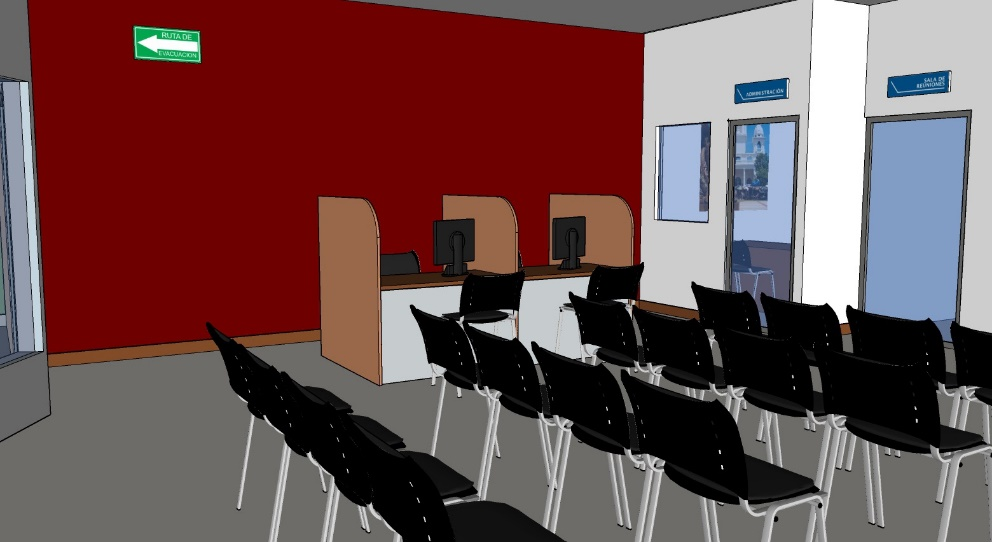 RUTA DE
EVACUACION
ADMINISTRACIÓN
SALA DE
REUNIONES